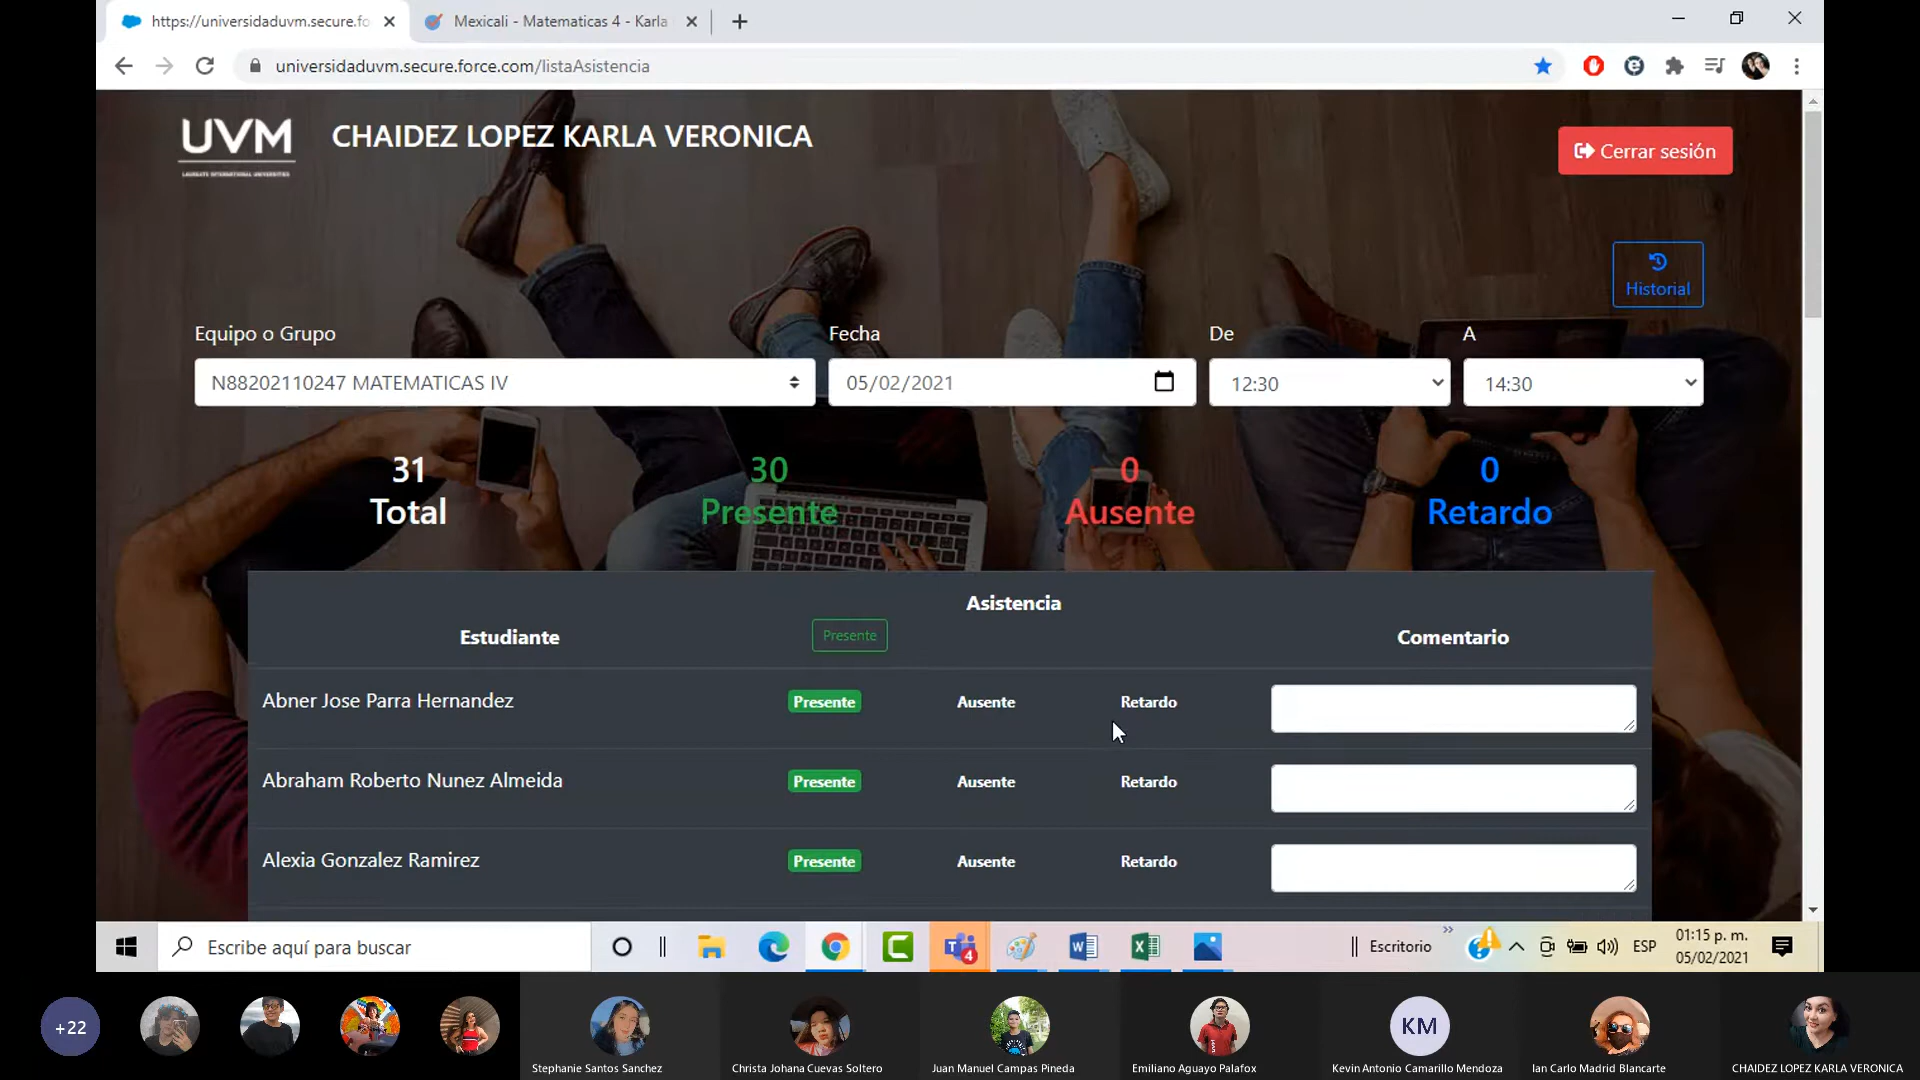 https://universidaduvm.secure.fo
Mexicali - Matematicas 4 - Karla
universidaduvm.secure.force.com/listaAsistencia
UVM
LAUREATE INTERNATIONAL UNIVERSITIES
CHAIDEZ LOPEZ KARLA VERONICA
Cerrar sesión
Historial
Equipo o Grupo
Fecha
De
A
N88202110247 MATEMATICAS IV
05/02/2021
12:30
14:30
31
Total
30
Presente
0
Ausente
0
Retardo
Asistencia
Estudiante
Presente
Comentario
Abner Jose Parra Hernandez
Presente
Ausente
Retardo
Abraham Roberto Nunez Almeida
Presente
Ausente
Retardo
Alexia Gonzalez Ramirez
Presente
Ausente
Retardo
Escribe aquí para buscar
4
Escritorio
ESP
01:15 p. m.
05/02/2021
+22
KM
Stephanie Santos Sanchez
Christa Johana Cuevas Soltero
Juan Manuel Campas Pineda
Emiliano Aguayo Palafox
Kevin Antonio Camarillo Mendoza
Ian Carlo Madrid Blancarte
CHAIDEZ LOPEZ KARLA VERONICA